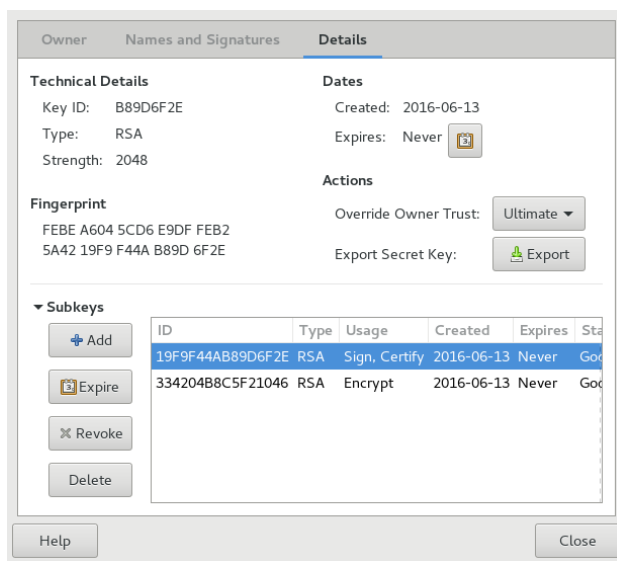 Owner Names and Signatures Details
Technical Details
Key ID: B89D6F2E
Type: RSA
Strength: 2048
Fingerprint
FEBE A604 5CD6 E9DF FEB2
5A42 19F9 F44A B89D 6F2E
Dates
Created: 2016-06-13
Expires: Never
Actions
Override Owner Trust: Ultimate
Export Secret Key: Export
Subkeys
Add
Expire
Revoke
Delete
ID Type Usage Created Expires Sta
19F9F44AB89D6F2E RSA Sign, Certify 2016-06-13 Never Goo
334204B8C5F21046 RSA Encrypt 2016-06-13 Never Goo
Help Close